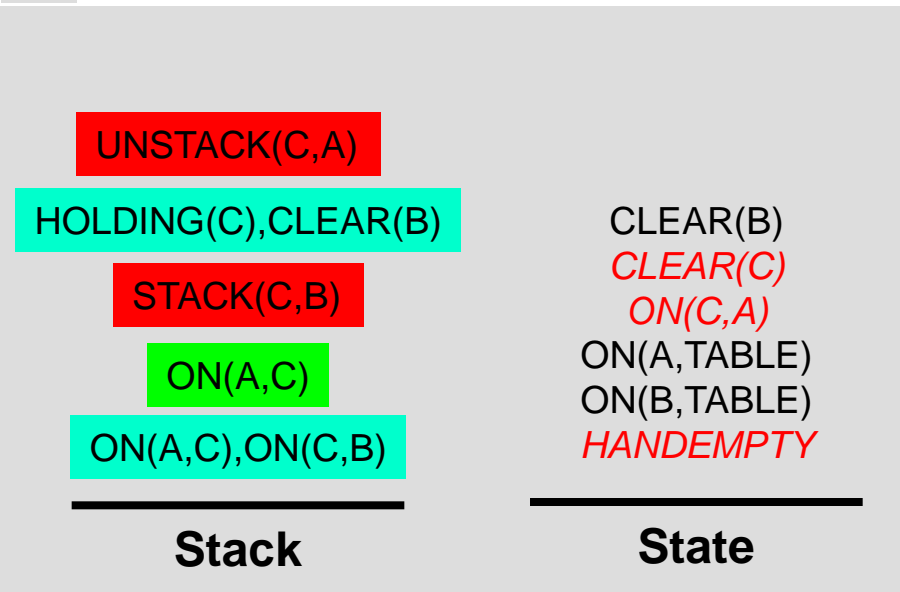 UNSTACK(C,A)
HOLDING(C),CLEAR(B)
STACK(C,B)
ON(A,C)
ON(A,C),ON(C,B)
Stack
CLEAR(B)
CLEAR(C)
ON(C,A)
ON(A,TABLE)
ON(B,TABLE)
HANDEMPTY
State